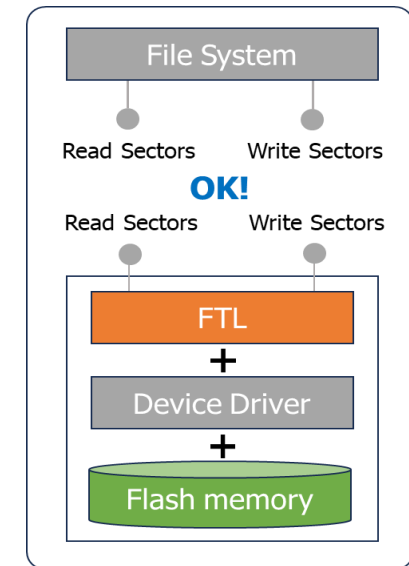 File System
Read Sectors Write Sectors
OK!
Read Sectors Write Sectors
FTL
+
Device Driver
+
Flash memory